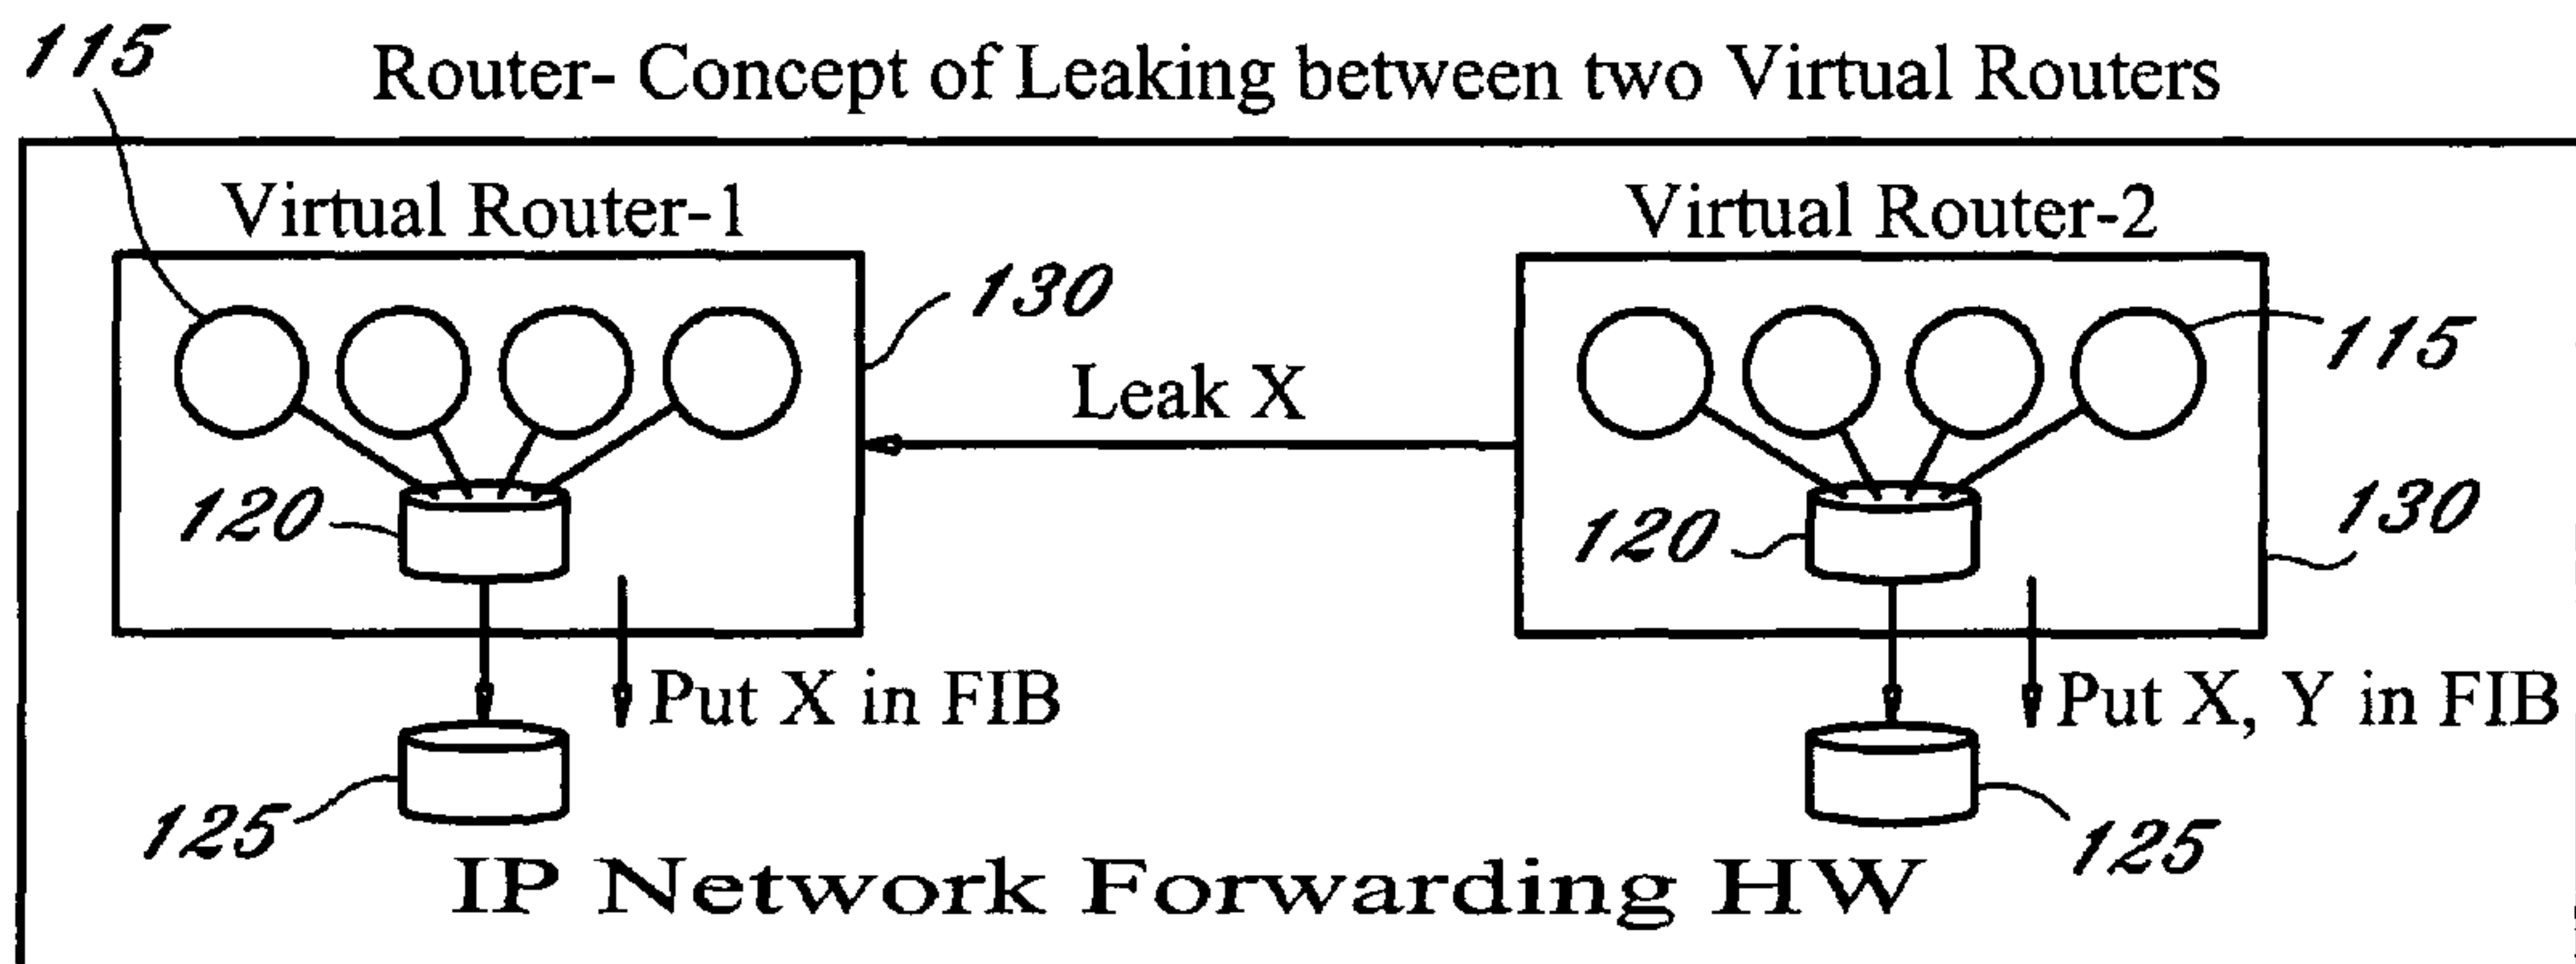 115
Router- Concept of Leaking between two Virtual Routers
Virtual Router-1
Virtual Router-2
130
115
Leak X
120
120
130
Put X in FIB
Put X, Y in FIB
125
125
IP Network Forwarding HW